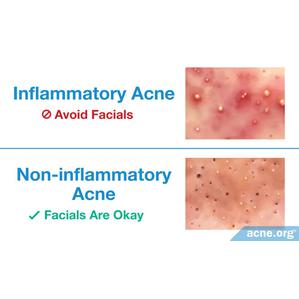 Inflammatory Acne
Avoid Facials
Non-inflammatory
Acne
Facials Are Okay
acne.org®